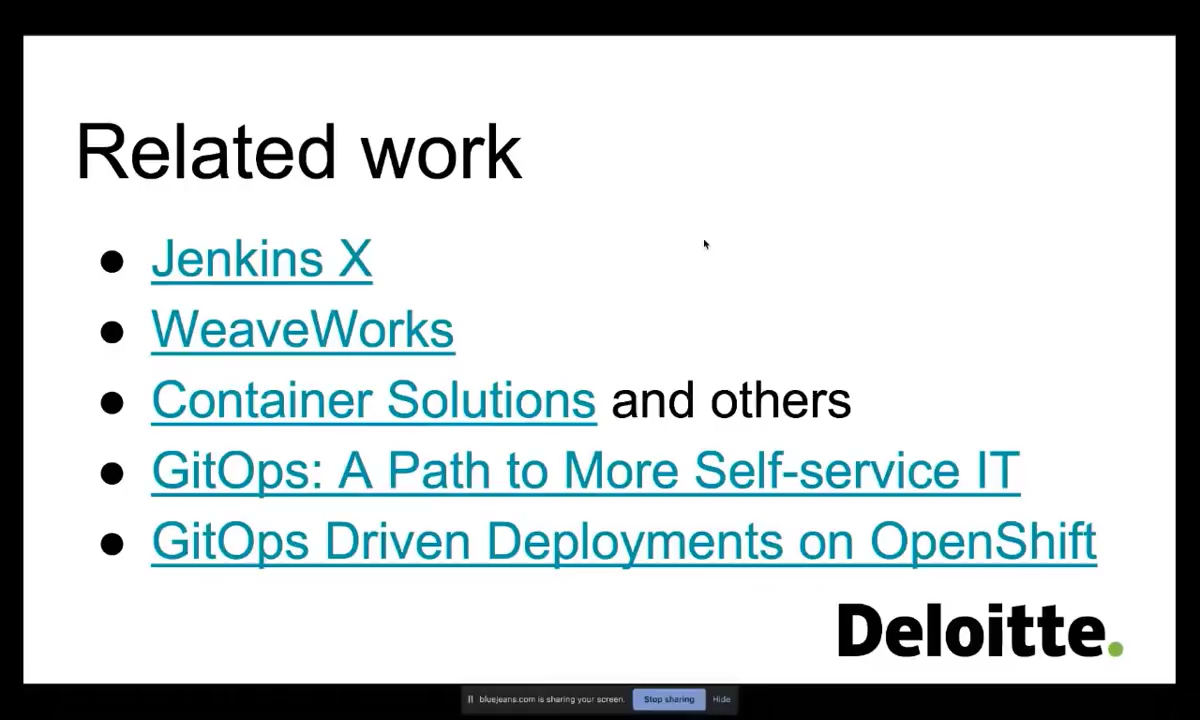 Related work
● Jenkins X
● WeaveWorks
● Container Solutions and others
● GitOps: A Path to More Self-service IT
● GitOps Driven Deployments on OpenShift
Deloitte.
bluejeans.com is sharing your screen. Stop sharing Hide